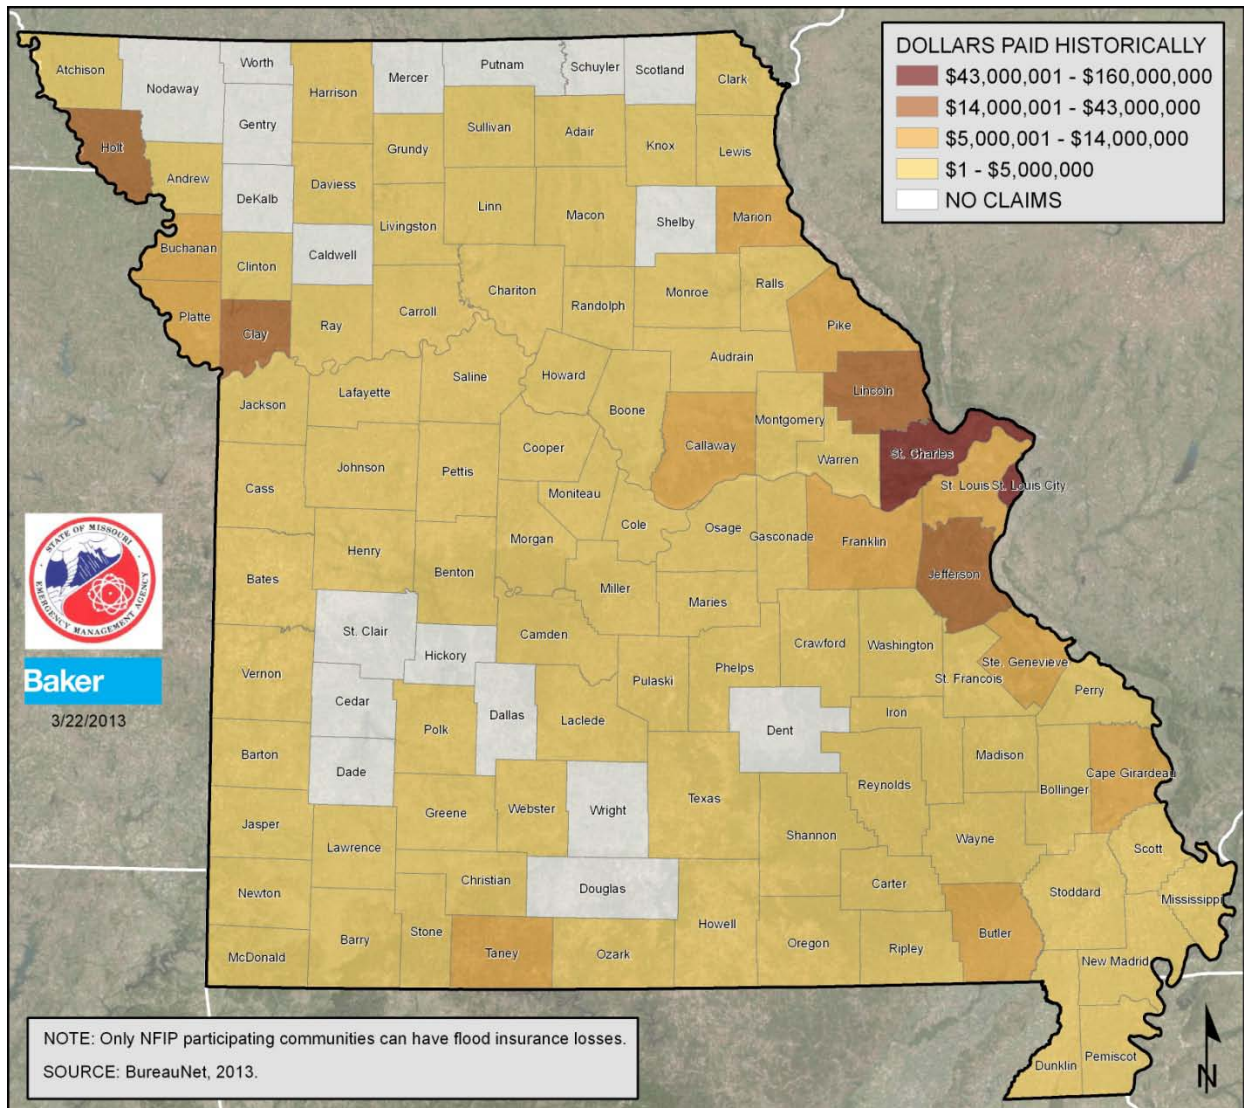 DOLLARS PAID HISTORICALLY
$43,000,001 - $160,000,000
$14,000,001 - $43,000,000
$5,000,001 - $14,000,000
$1 - $5,000,000
NO CLAIMS
Atchison
Nodaway
Worth
Harrison
Mercer
Putnam
Schuyler
Scotland
Clark
Holt
Gentry
Grundy
Sullivan
Adair
Knox
Lewis
Andrew
DeKalb
Daviess
Livingston
Linn
Macon
Shelby
Marion
Buchanan
Clinton
Caldwell
Chariton
Randolph
Monroe
Ralls
Platte
Clay
Ray
Carroll
Pike
Audrain
Jackson
Lafayette
Saline
Howard
Boone
Callaway
Montgomery
Lincoln
Warren
St. Charles
St. Louis
St. Louis City
Cass
Johnson
Pettis
Cooper
Moniteau
Cole
Osage
Gasconade
Franklin
Jefferson
Bates
Henry
Benton
Morgan
Miller
Maries
STATE OF MISSOURI
EMERGENCY MANAGEMENT AGENCY
Baker
3/22/2013
Vernon
St. Clair
Hickory
Camden
Pulaski
Phelps
Crawford
Washington
St. Francois
Ste. Genevieve
Perry
Cedar
Polk
Dallas
Laclede
Dent
Iron
Madison
Bollinger
Cape Girardeau
Barton
Dade
Greene
Webster
Wright
Texas
Shannon
Reynolds
Wayne
Scott
Jasper
Lawrence
Christian
Douglas
Carter
Stoddard
Mississippi
Newton
McDonald
Barry
Stone
Taney
Ozark
Howell
Oregon
Ripley
Butler
New Madrid
Dunklin
Pemiscot
NOTE: Only NFIP participating communities can have flood insurance losses.
SOURCE: BureauNet, 2013.
N